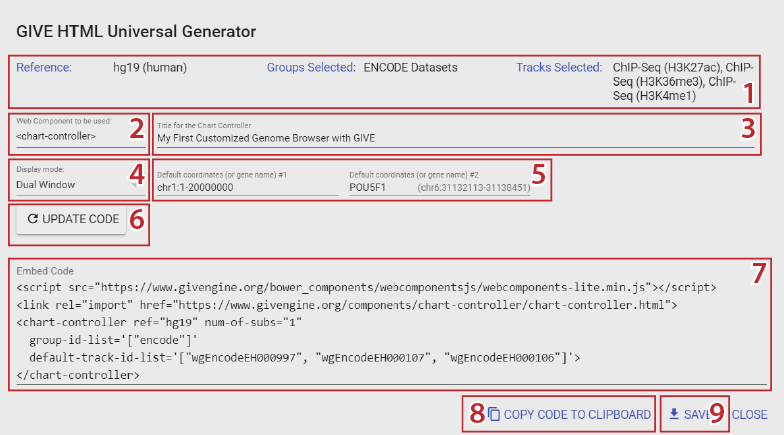 GIVE HTML Universal Generator
Reference: hg19 (human) Groups Selected: ENCODE Datasets Tracks Selected: ChIP-Seq (H3K27ac), ChIP-
Seq (H3K36me3), ChIP-
Seq (H3K4me1)
1
Web Component to be used:
<chart-controller>
2
Title for the Chart Controller
My First Customized Genome Browser with GIVE
3
Display mode:
Dual Window
4
Default coordinates (or gene name) #1 Default coordinates (or gene name) #2
chr1:1-20000000 POU5F1 (chr6:31132113-31138451)
5
UPDATE CODE
6
Embed Code
7
<script src="https://www.givengine.org/bower_components/webcomponentsjs/webcomponents-lite.min.js"></script>
<link rel="import" href="https://www.givengine.org/components/chart-controller/chart-controller.html">
<chart-controller ref="hg19" num-of-subs="1"
group-id-list='["encode"]'
default-track-id-list='["wgEncodeEH000997", "wgEncodeEH000107", "wgEncodeEH000106"]'>
</chart-controller>
8 COPY CODE TO CLIPBOARD SAVE 9 CLOSE